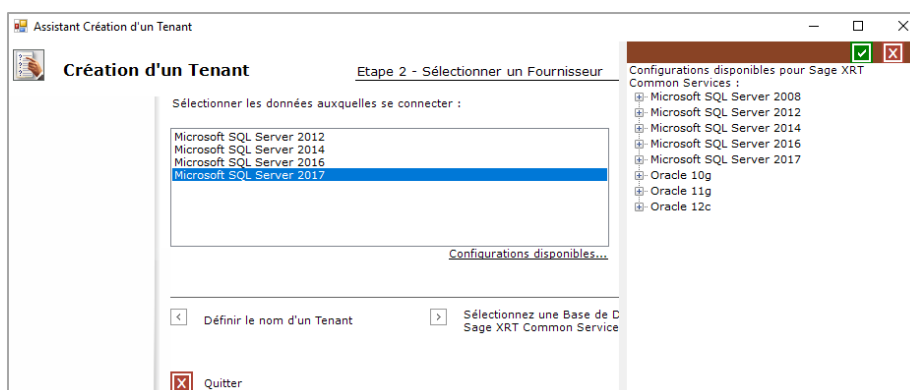 Assistant Création d'un Tenant
Création d'un Tenant
Etape 2 - Sélectionner un Fournisseur
Sélectionner les données auxquelles se connecter :
Microsoft SQL Server 2012
Microsoft SQL Server 2014
Microsoft SQL Server 2016
Microsoft SQL Server 2017
Configurations disponibles...
Définir le nom d'un Tenant
Sélectionnez une Base de D
Sage XRT Common Service
Quitter
Configurations disponibles pour Sage XRT
Common Services :
Microsoft SQL Server 2008
Microsoft SQL Server 2012
Microsoft SQL Server 2014
Microsoft SQL Server 2016
Microsoft SQL Server 2017
Oracle 10g
Oracle 11g
Oracle 12c